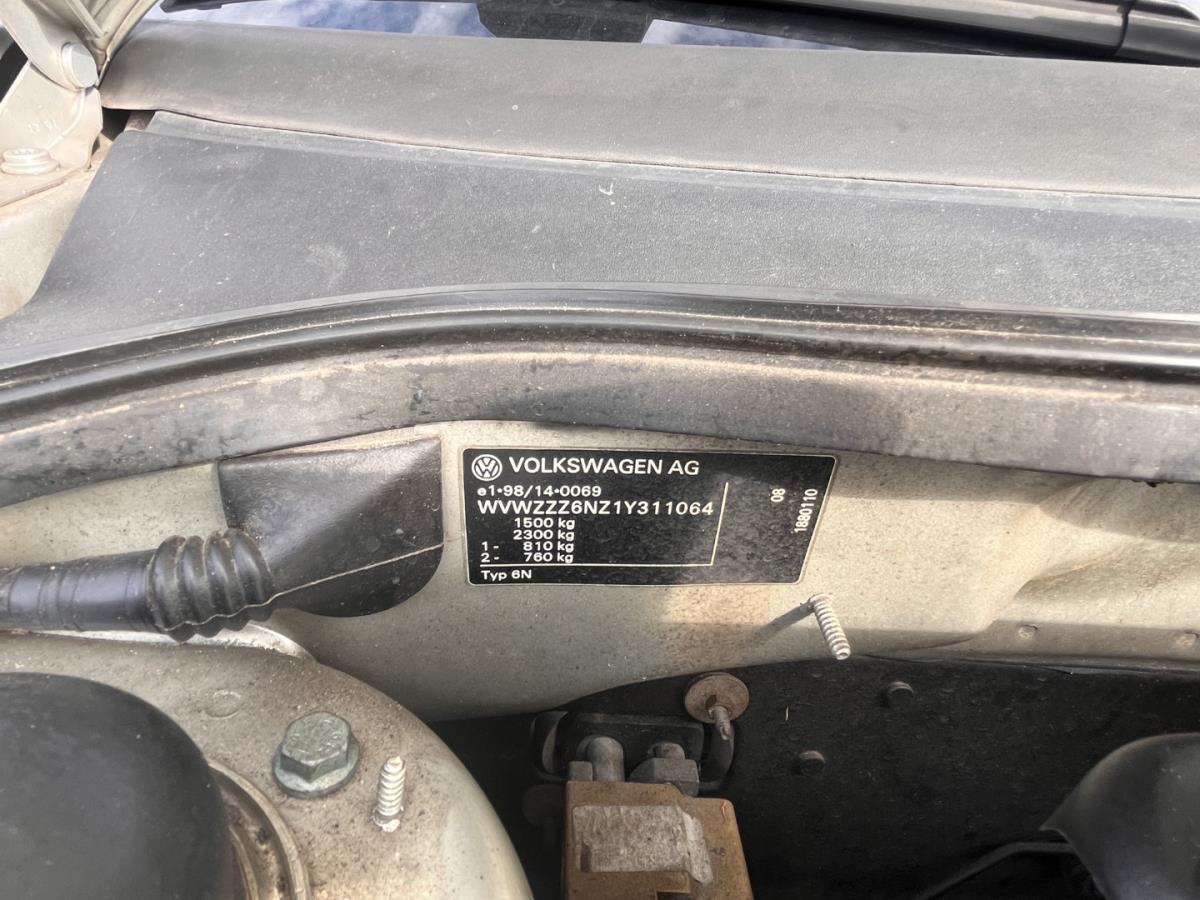 VOLKSWAGEN AG
e1*98/14*0069
WVWZZZ6NZ1Y311064
1500 kg
2300 kg
1- 810 kg
2- 760 kg
Typ 6N
08
1880110